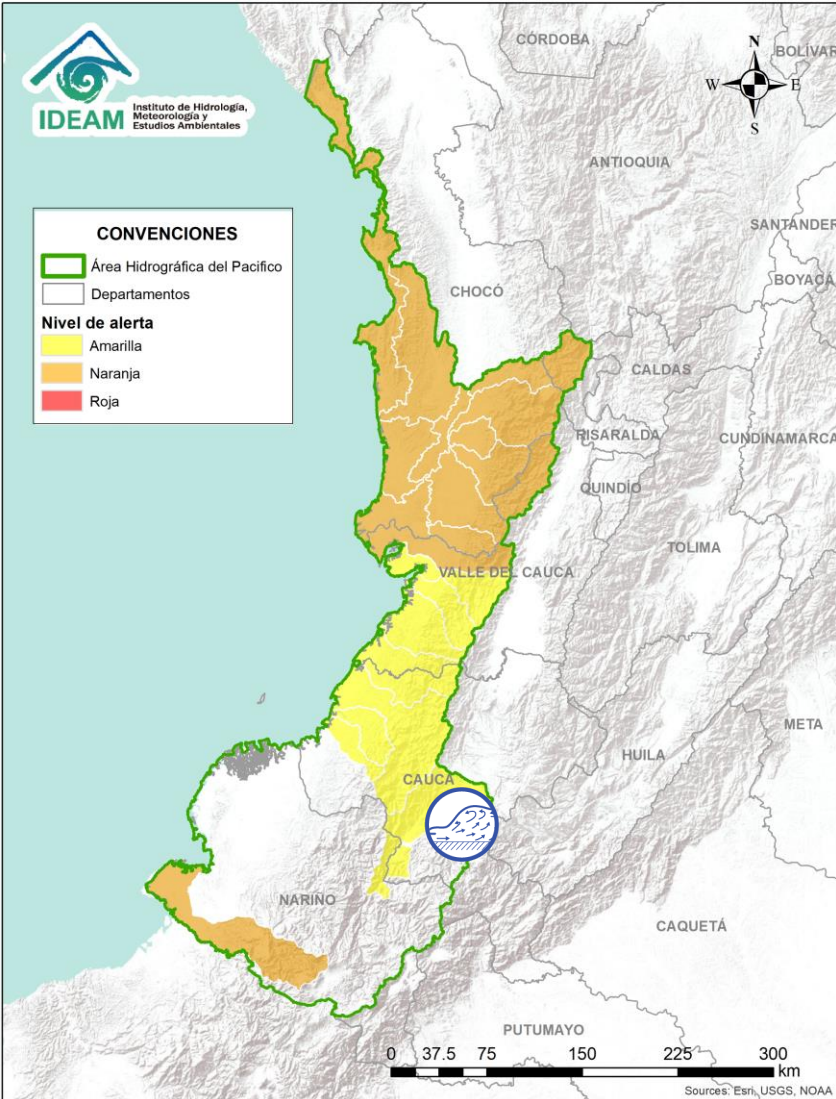 IDEAM
Instituto de Hidrología,
Meteorología y
Estudios Ambientales
CONVENCIONES
Área Hidrográfica del Pacifico
Departamentos
Nivel de alerta
Amarilla
Naranja
Roja
N
W
E
S
CÓRDOBA
BOLÍVAR
ANTIOQUIA
SANTANDER
BOYACÁ
CHOCÓ
CALDAS
RISARALDA
CUNDINAMARCA
QUINDÍO
TOLIMA
VALLE DEL CAUCA
META
HUILA
CAUCA
NARIÑO
CAQUETÁ
PUTUMAYO
0 37.5 75 150 225 300
km
Sources: Esri, USGS, NOAA